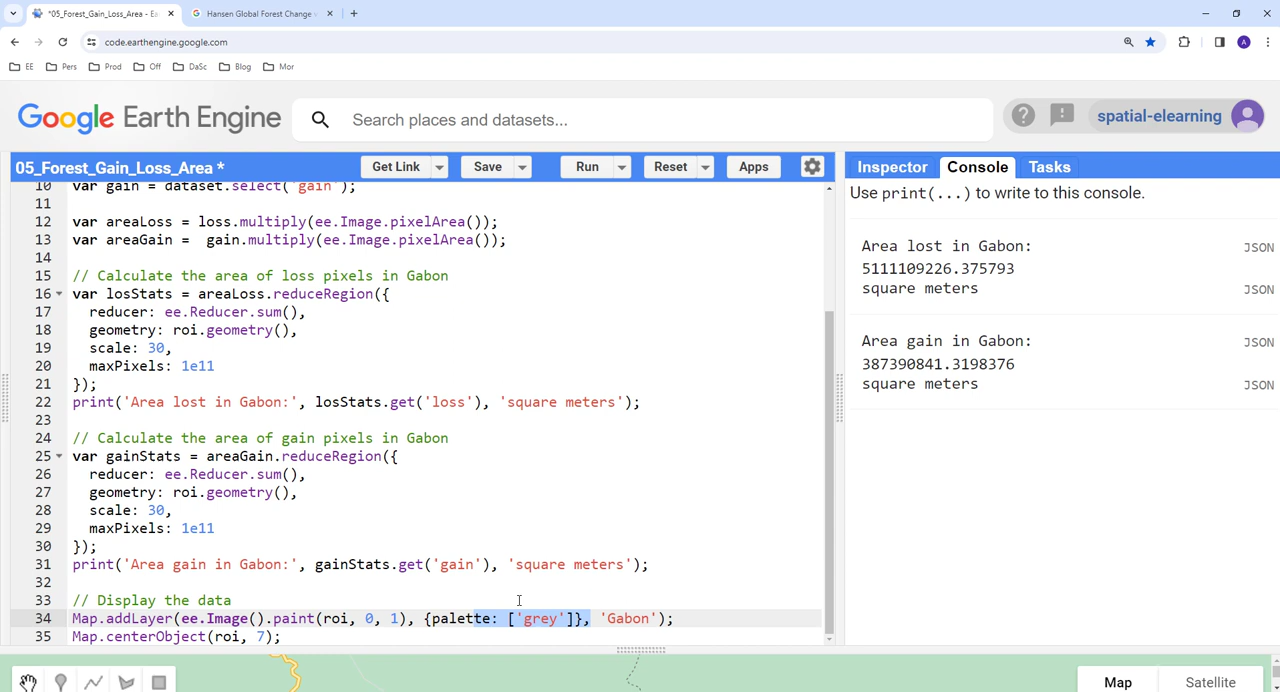 *05_Forest_Gain_Loss_Area - Ea
Hansen Global Forest Change v
code.earthengine.google.com
EE Pers Prod Off DaSc Blog Mor
Google Earth Engine
Search places and datasets...
spatial-elearning
05_Forest_Gain_Loss_Area *
Get Link Save Run Reset Apps
Inspector Console Tasks
10 var gain = dataset.select('gain');
11
12 var areaLoss = loss.multiply(ee.Image.pixelArea());
13 var areaGain =  gain.multiply(ee.Image.pixelArea());
14
15 // Calculate the area of loss pixels in Gabon
16 var losStats = areaLoss.reduceRegion({
17   reducer: ee.Reducer.sum(),
18   geometry: roi.geometry(),
19   scale: 30,
20   maxPixels: 1e11
21 });
22 print('Area lost in Gabon:', losStats.get('loss'), 'square meters');
23
24 // Calculate the area of gain pixels in Gabon
25 var gainStats = areaGain.reduceRegion({
26   reducer: ee.Reducer.sum(),
27   geometry: roi.geometry(),
28   scale: 30,
29   maxPixels: 1e11
30 });
31 print('Area gain in Gabon:', gainStats.get('gain'), 'square meters');
32
33 // Display the data
34 Map.addLayer(ee.Image().paint(roi, 0, 1), {palette: ['grey']}, 'Gabon');
35 Map.centerObject(roi, 7);
Use print(...) to write to this console.
Area lost in Gabon: JSON
5111109226.375793
square meters JSON
Area gain in Gabon: JSON
387390841.3198376
square meters JSON
Map Satellite